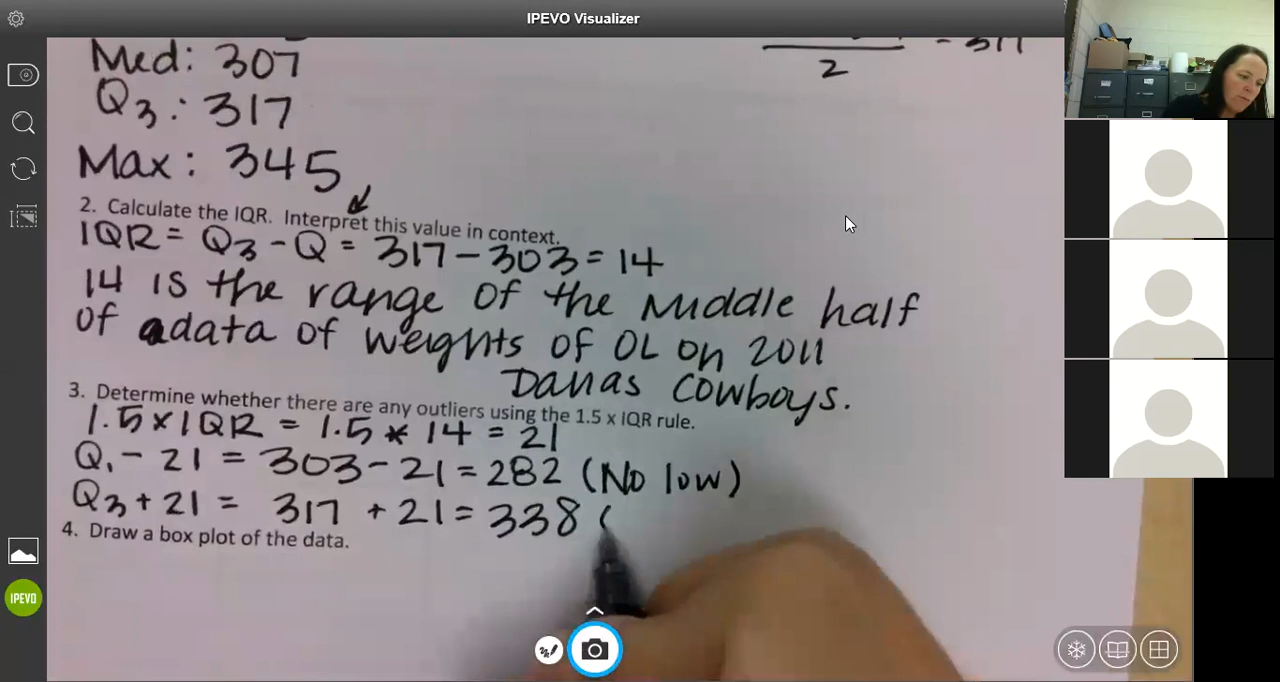 IPEVO Visualizer
Med: 307
2
= 317
Q3: 317
Max: 345
2. Calculate the IQR. Interpret this value in context.
IQR = Q3 - Q = 317 - 303 = 14
14 is the range of the middle half
of data of weights of OL on 2011
Dallas Cowboys.
3. Determine whether there are any outliers using the 1.5 x IQR rule.
1.5 x IQR = 1.5 * 14 = 21
Q1 - 21 = 303 - 21 = 282 (No low)
Q3 + 21 = 317 + 21 = 338 (
4. Draw a box plot of the data.
IPEVO